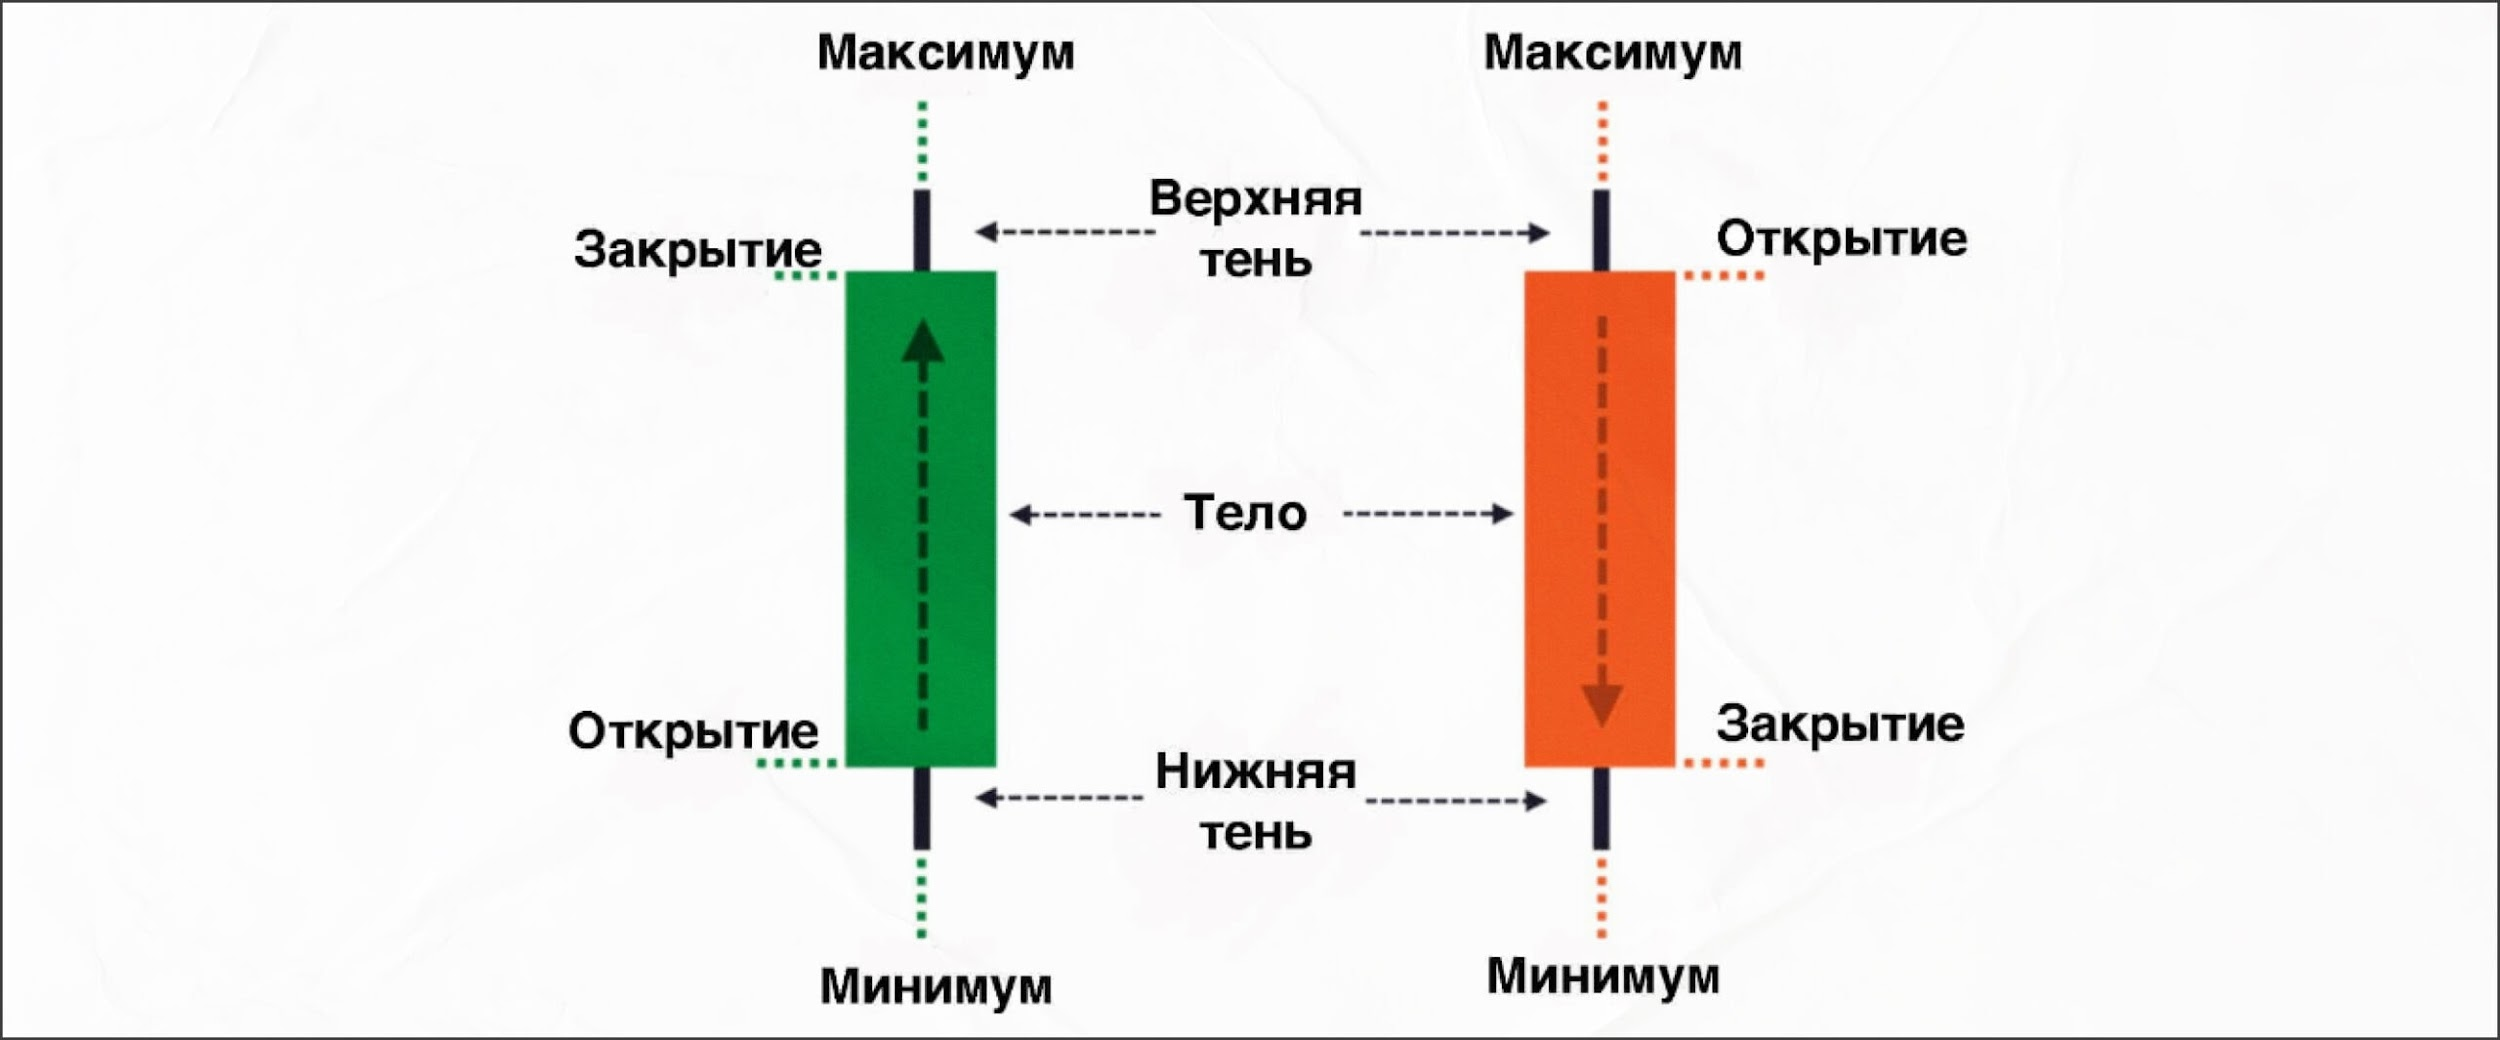 Максимум
Максимум
Верхняя
тень
Закрытие
Открытие
Тело
Открытие
Закрытие
Нижняя
тень
Минимум
Минимум